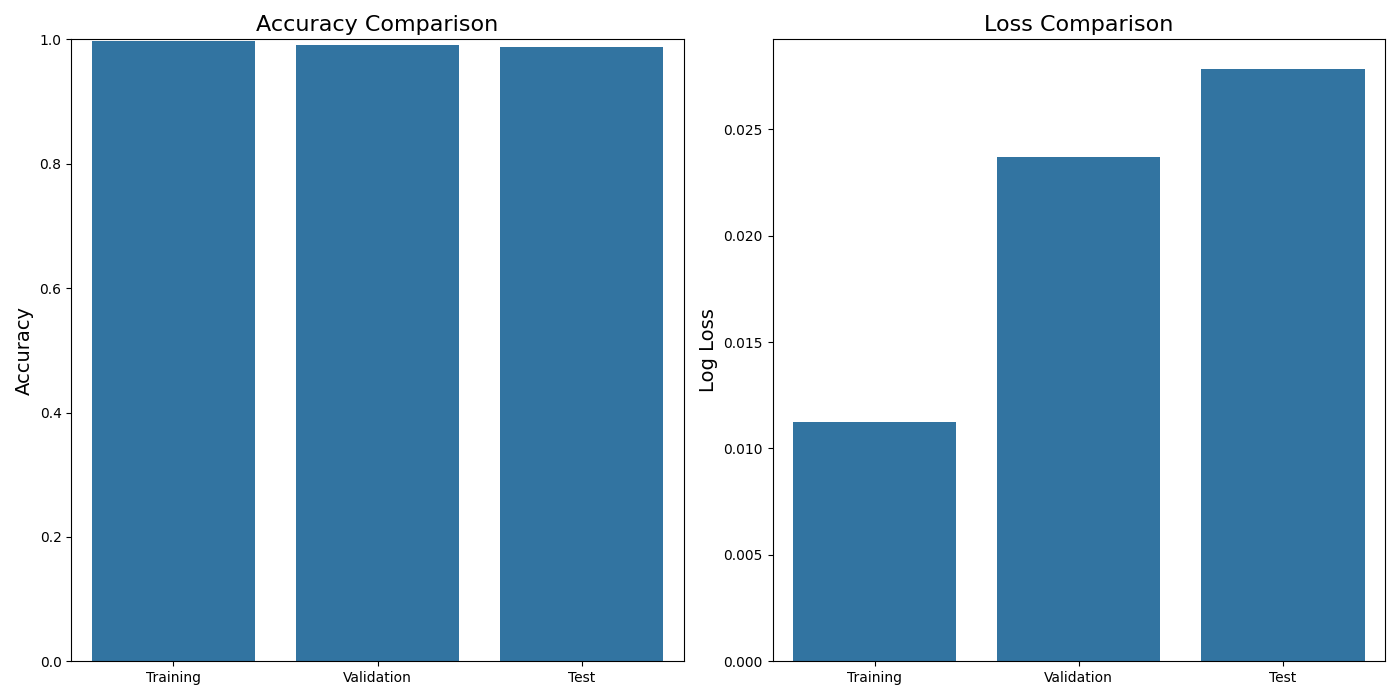 Accuracy Comparison
Accuracy
1.0
0.8
0.6
0.4
0.2
0.0
Training Validation Test
Loss Comparison
Log Loss
0.025
0.020
0.015
0.010
0.005
0.000
Training Validation Test